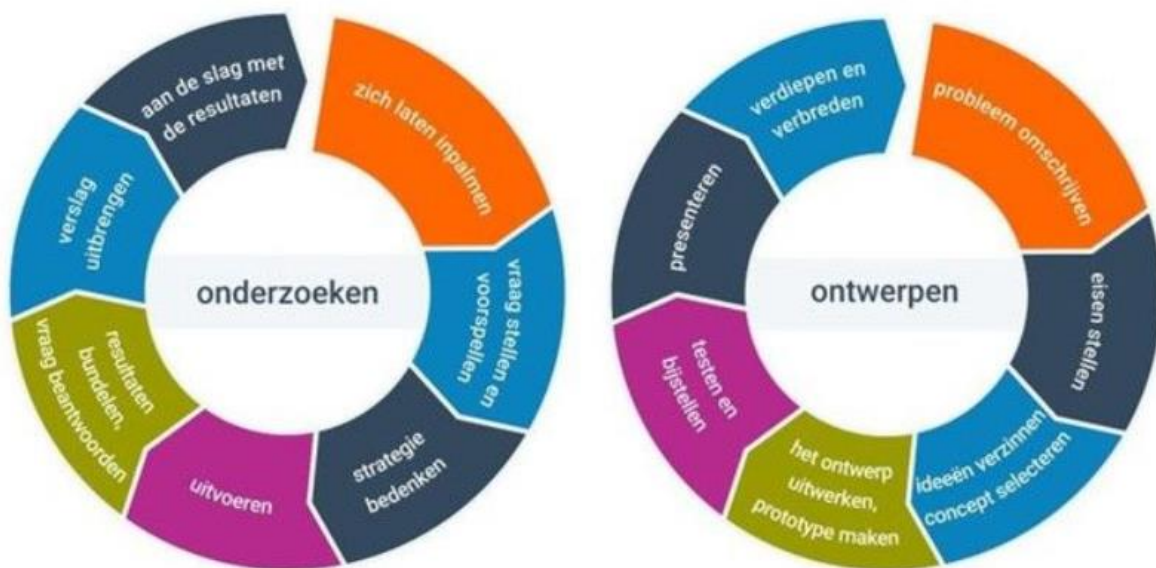 zich laten inpalmen
vraag stellen en
voorspellen
strategie
bedenken
uitvoeren
resultaten
bundelen,
vraag beantwoorden
verslag
uitbrengen
aan de slag met
de resultaten
onderzoeken
probleem omschrijven
eisen stellen
ideeën verzinnen
concept selecteren
het ontwerp
uitwerken,
prototype maken
testen en
bijstellen
presenteren
verdiepen en
verbreden
ontwerpen